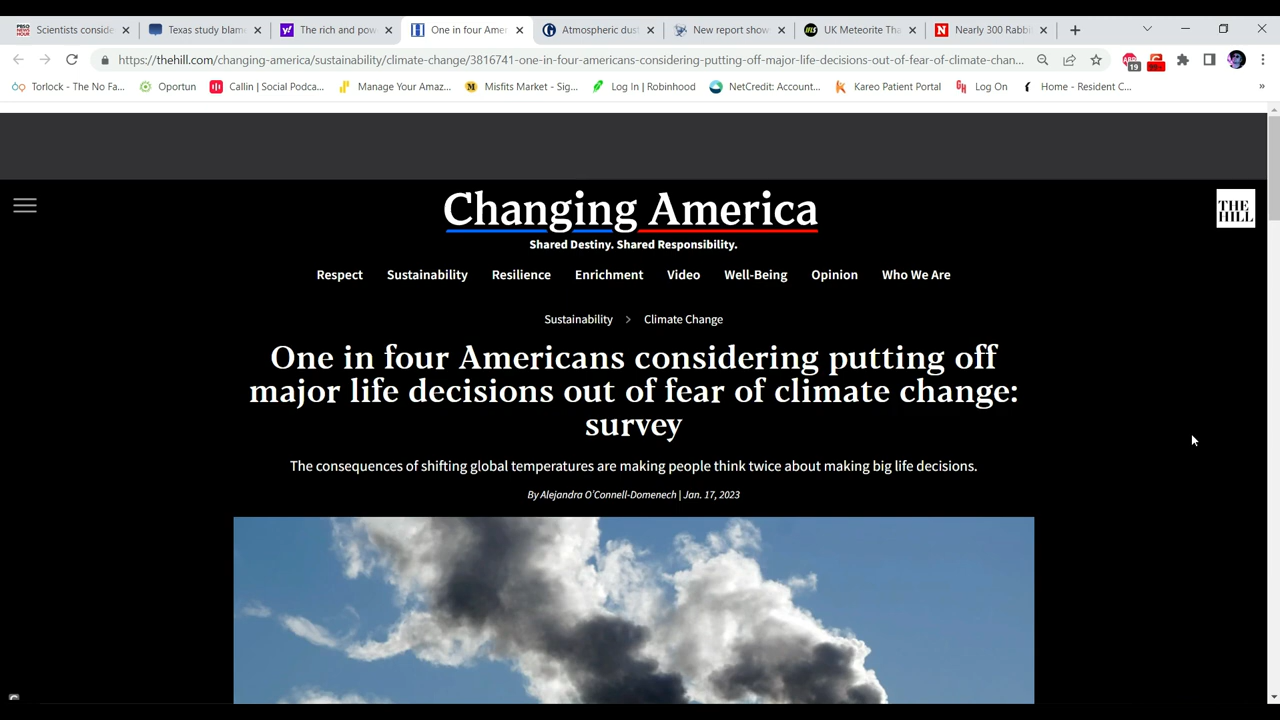 Scientists conside
Texas study blam
The rich and pow
One in four Amer
Atmospheric dust
New report show
UK Meteorite Tha
Nearly 300 Rabbi
https://thehill.com/changing-america/sustainability/climate-change/3816741-one-in-four-americans-considering-putting-off-major-life-decisions-out-of-fear-of-climate-chan...
19
99+
Torlock - The No Fa...
Oportun
Callin | Social Podca...
Manage Your Amaz...
Misfits Market - Sig...
Log In | Robinhood
NetCredit: Account...
Kareo Patient Portal
Log On
Home - Resident C...
Changing America
THE HILL
Shared Destiny. Shared Responsibility.
Respect Sustainability Resilience Enrichment Video Well-Being Opinion Who We Are
Sustainability > Climate Change
One in four Americans considering putting off
major life decisions out of fear of climate change:
survey
The consequences of shifting global temperatures are making people think twice about making big life decisions.
By Alejandra O'Connell-Domenech | Jan. 17, 2023